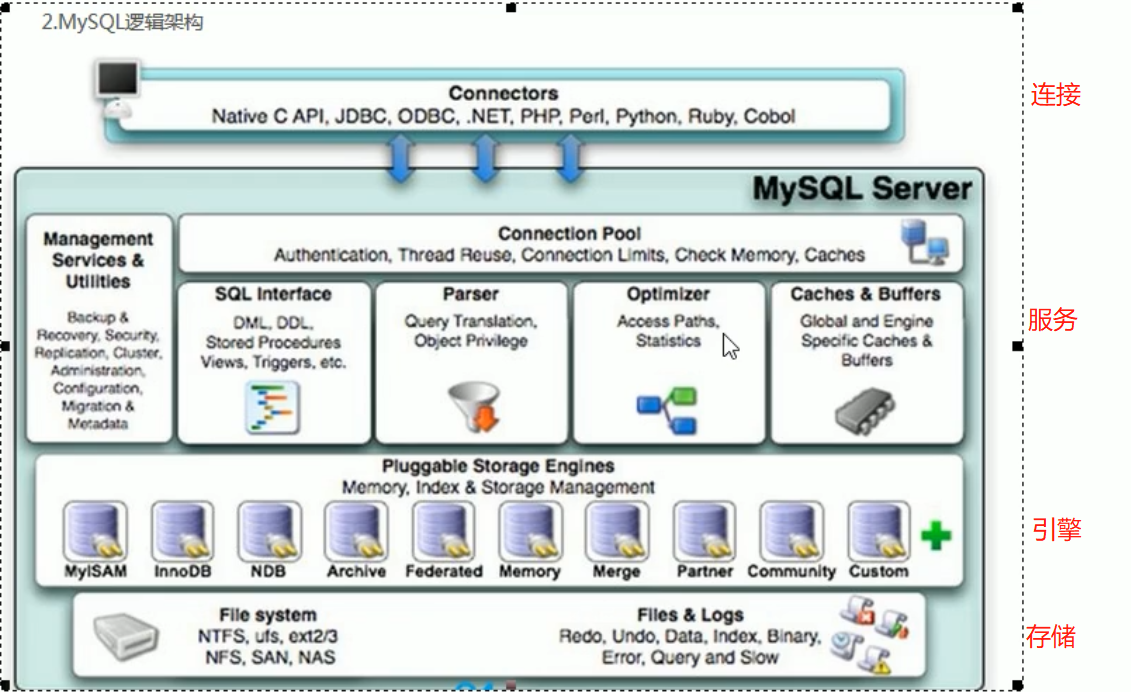 2.MySQL逻辑架构
Connectors
Native C API, JDBC, ODBC, .NET, PHP, Perl, Python, Ruby, Cobol
连接
MySQL Server
Management
Services &
Utilities
Backup &
Recovery, Security,
Replication, Cluster,
Administration,
Configuration,
Migration &
Metadata
Connection Pool
Authentication, Thread Reuse, Connection Limits, Check Memory, Caches
SQL Interface
DML, DDL,
Stored Procedures
Views, Triggers, etc.
Parser
Query Translation,
Object Privilege
Optimizer
Access Paths,
Statistics
Caches & Buffers
Global and Engine
Specific Caches &
Buffers
服务
Pluggable Storage Engines
Memory, Index & Storage Management
MyISAM
InnoDB
NDB
Archive
Federated
Memory
Merge
Partner
Community
Custom
引擎
File system
NTFS, ufs, ext2/3
NFS, SAN, NAS
Files & Logs
Redo, Undo, Data, Index, Binary,
Error, Query and Slow
存储